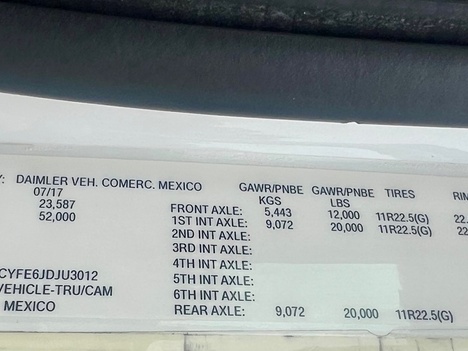 Y: DAIMLER VEH. COMERC. MEXICO GAWR/PNBE GAWR/PNBE TIRES RIM
07/17 KGS LBS
23,587 FRONT AXLE: 5,443 12,000 11R22.5(G) 22.
52,000 1ST INT AXLE: 9,072 20,000 11R22.5(G) 22
2ND INT AXLE:
3RD INT AXLE:
4TH INT AXLE:
CYFE6JDJU3012 5TH INT AXLE:
VEHICLE-TRU/CAM 6TH INT AXLE:
MEXICO REAR AXLE: 9,072 20,000 11R22.5(G)